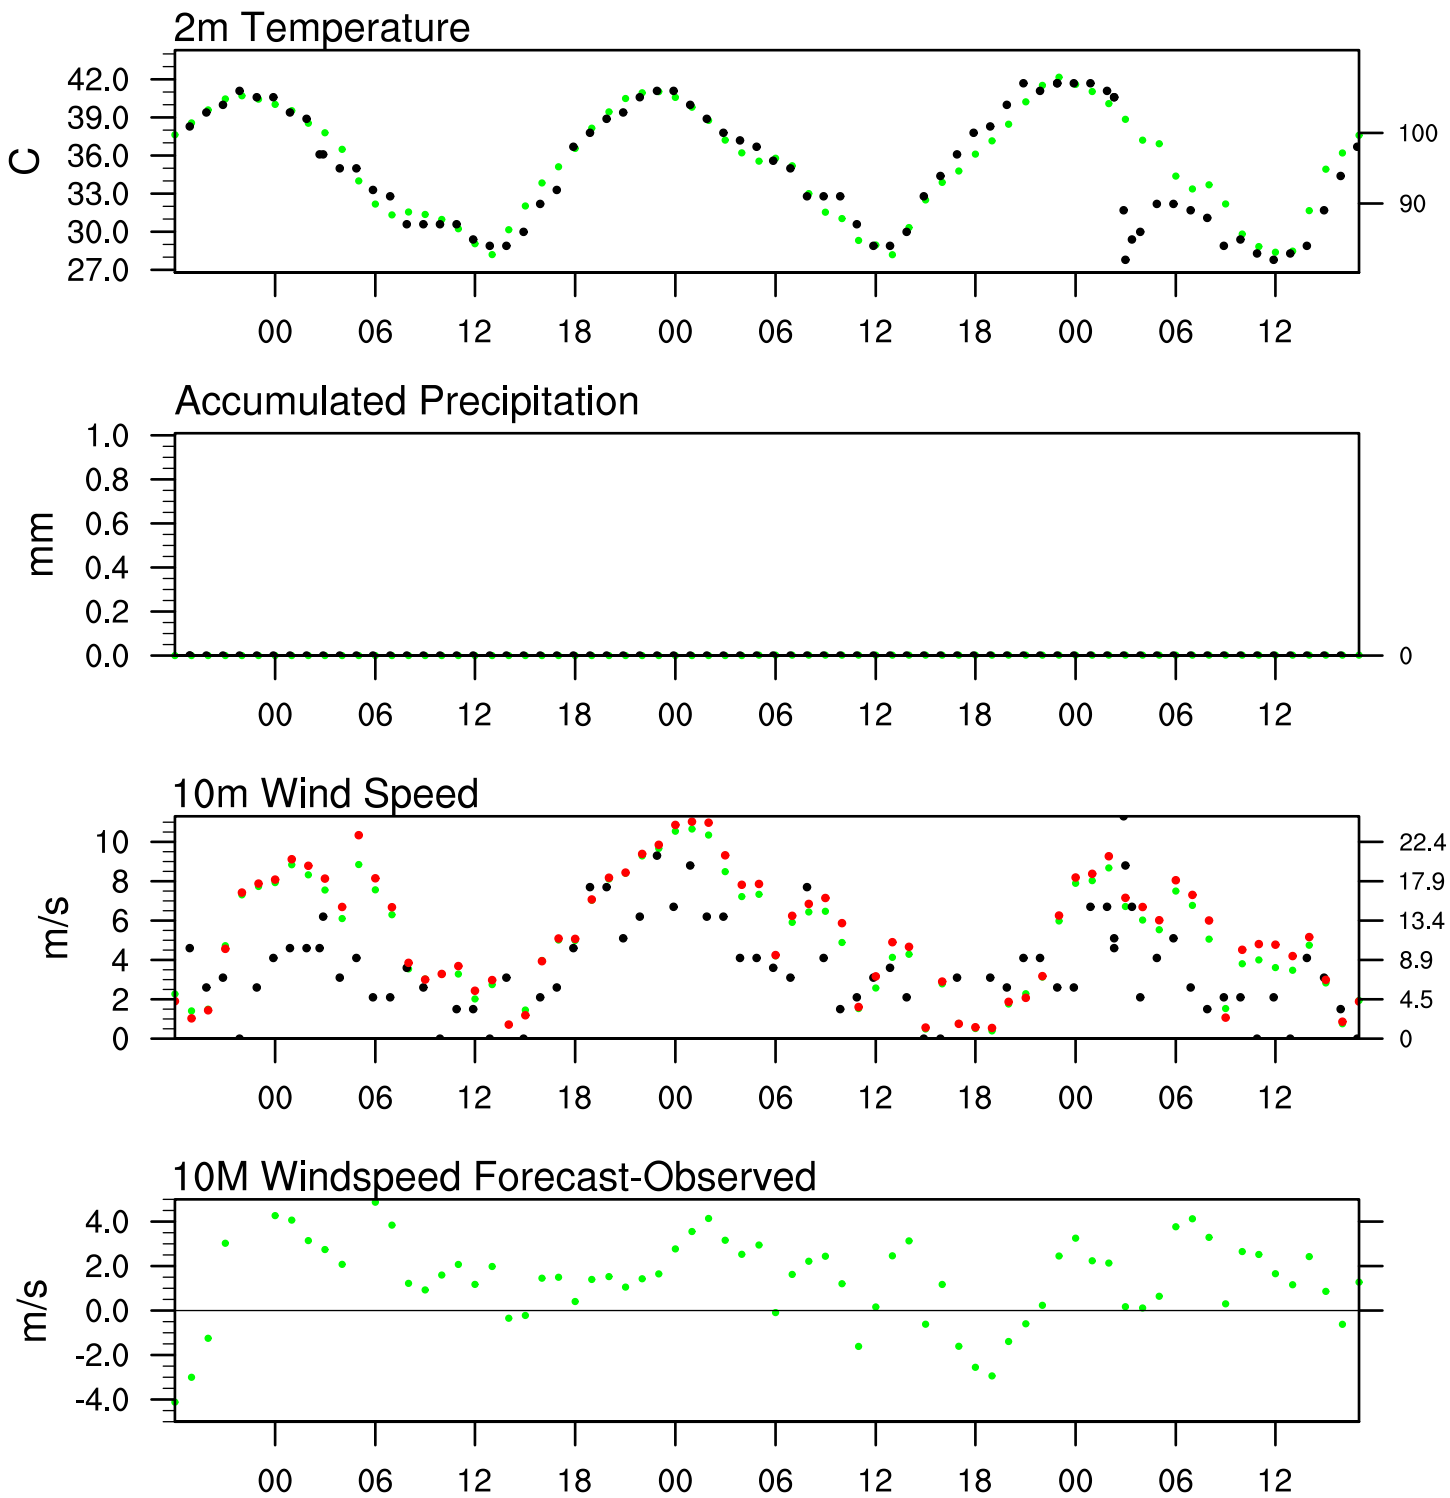 2m Temperature
42.0
39.0
36.0
33.0
30.0
27.0
C
100
90
00 06 12 18 00 06 12 18 00 06 12
Accumulated Precipitation
1.0
0.8
0.6
0.4
0.2
0.0
mm
0
00 06 12 18 00 06 12 18 00 06 12
10m Wind Speed
10
8
6
4
2
0
m/s
22.4
17.9
13.4
8.9
4.5
0
00 06 12 18 00 06 12 18 00 06 12
10M Windspeed Forecast-Observed
4.0
2.0
0.0
-2.0
-4.0
m/s
00 06 12 18 00 06 12 18 00 06 12